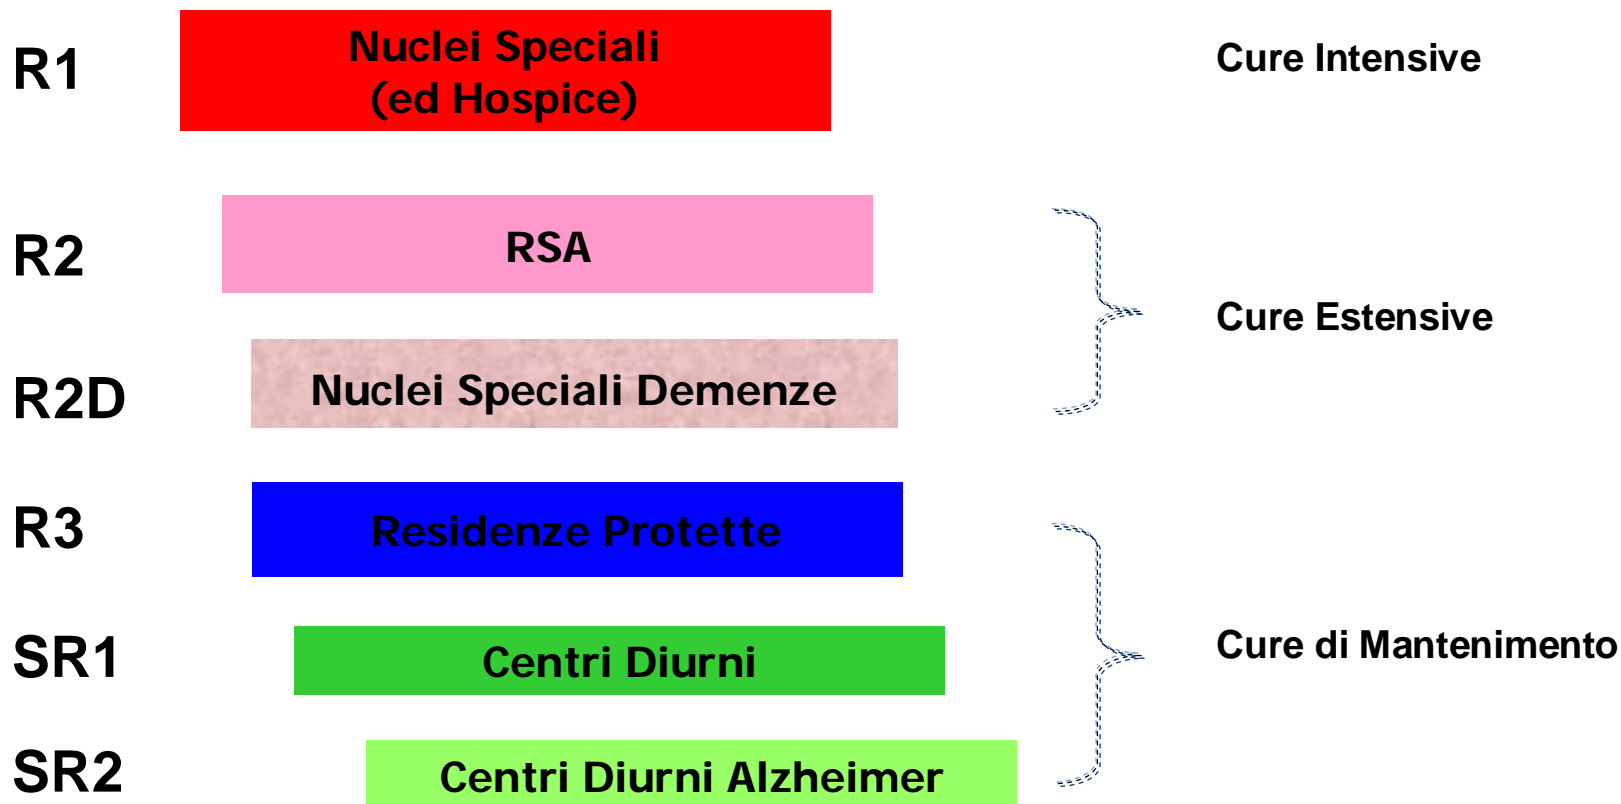 R1
Nuclei Speciali
(ed Hospice)
Cure Intensive
R2
RSA
Cure Estensive
R2D
Nuclei Speciali Demenze
R3
Residenze Protette
SR1
Centri Diurni
Cure di Mantenimento
SR2
Centri Diurni Alzheimer